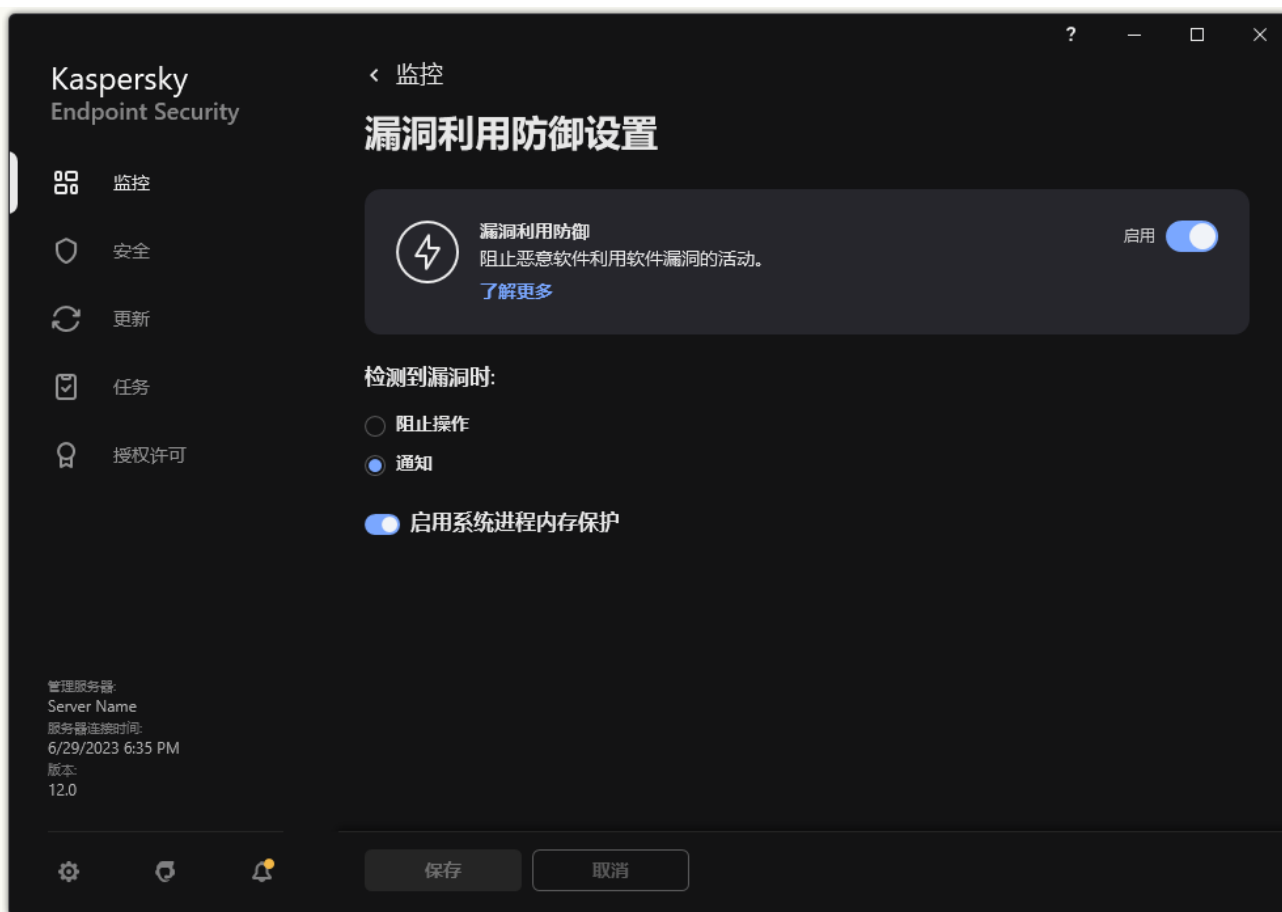 ?
Kaspersky
Endpoint Security
监控
安全
更新
任务
授权许可
管理服务器:
Server Name
服务器连接时间:
6/29/2023 6:35 PM
版本:
12.0
监控
漏洞利用防御设置
漏洞利用防御
阻止恶意软件利用软件漏洞的活动。
了解更多
启用
检测到漏洞时:
阻止操作
通知
启用系统进程内存保护
保存
取消